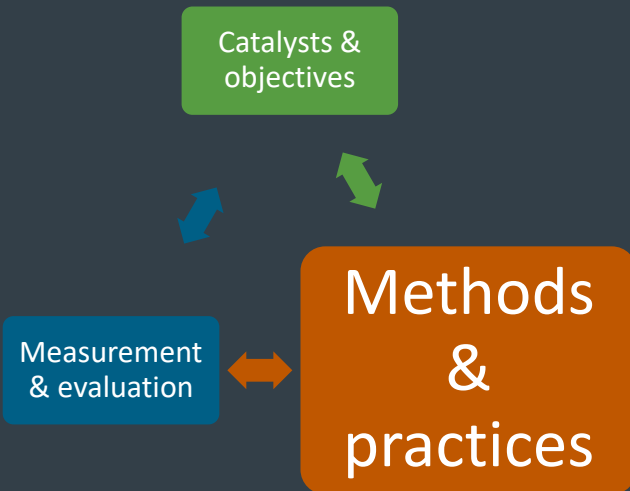 Catalysts &
objectives
Measurement
& evaluation
Methods
&
practices